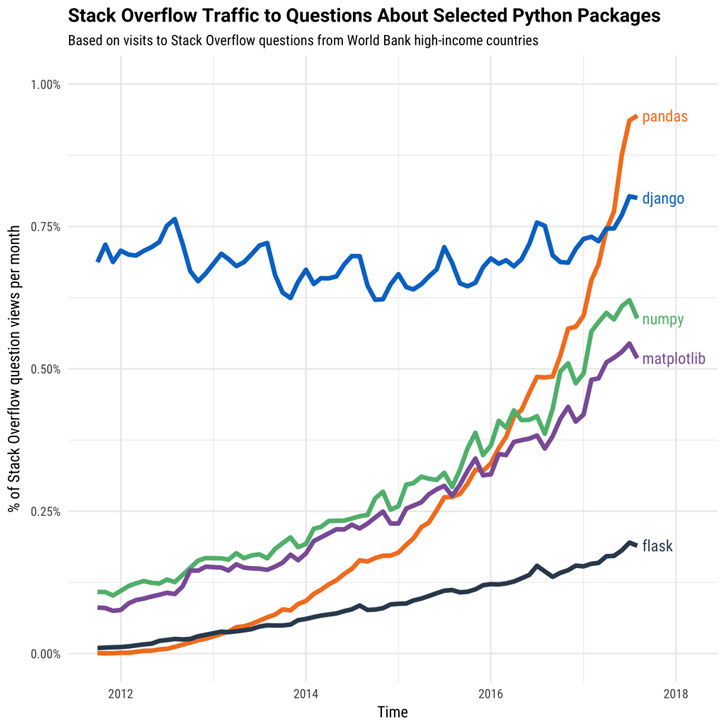 Stack Overflow Traffic to Questions About Selected Python Packages
Based on visits to Stack Overflow questions from World Bank high-income countries
1.00%
0.75%
0.50%
0.25%
0.00%
% of Stack Overflow question views per month
pandas
django
numpy
matplotlib
flask
2012
2014
2016
2018
Time